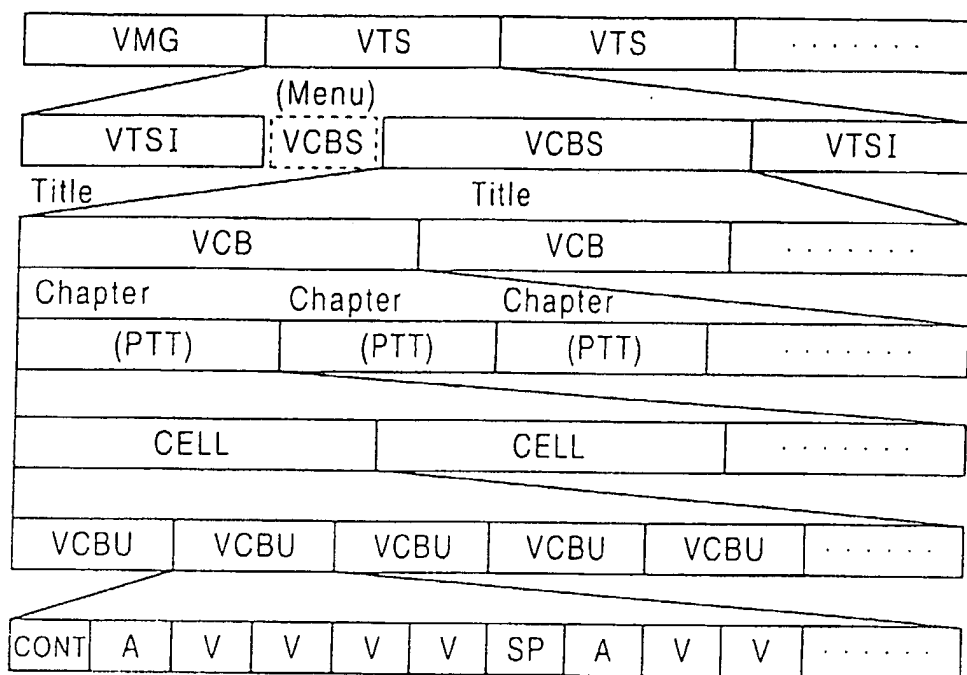 VMG VTS VTS .......
(Menu)
VTSI VCBS VCBS VTSI
Title Title
VCB VCB .......
Chapter Chapter Chapter
(PTT) (PTT) (PTT) .......
CELL CELL .......
VCBU VCBU VCBU VCBU VCBU ......
CONT A V V V V SP A V V ......